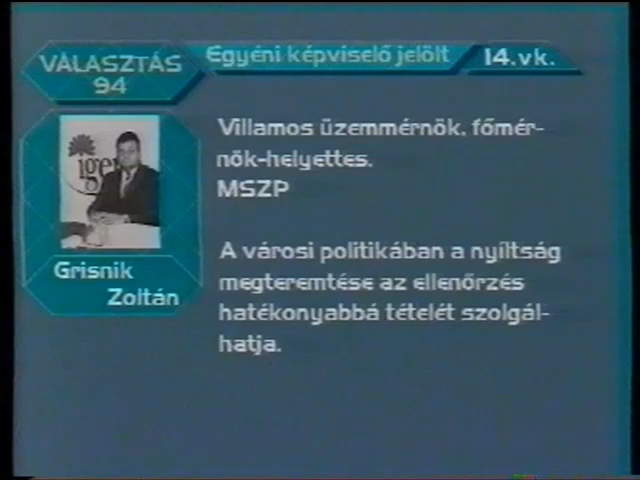 VÁLASZTÁS
94
Egyéni képviselő jelölt
14.vk.
igen
Grisnik
Zoltán
Villamos üzemmérnök, főmér-
nök-helyettes.
MSZP
A városi politikában a nyíltság
megteremtése az ellenőrzés
hatékonyabbá tételét szolgál-
hatja.